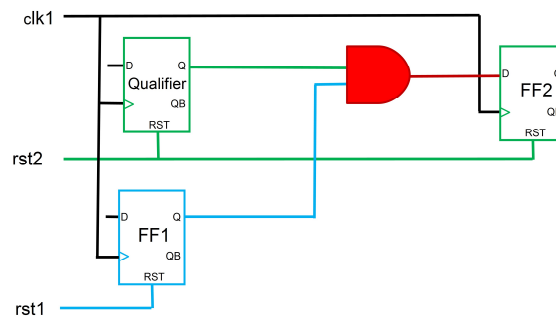 clk1
D Q
Qualifier
QB
RST
D
FF2
RST
rst2
D Q
FF1
QB
RST
rst1